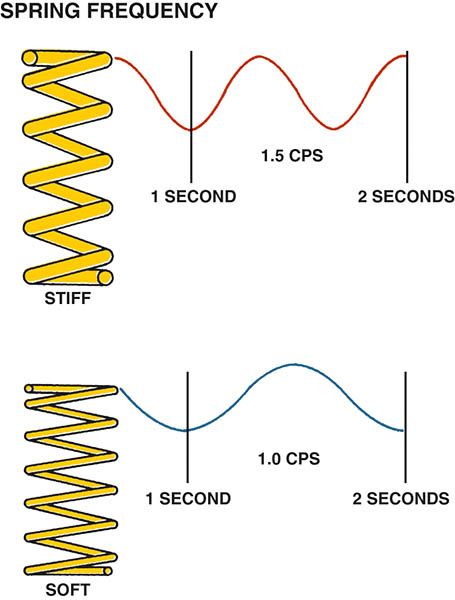 SPRING FREQUENCY
1.5 CPS
1 SECOND
2 SECONDS
STIFF
1.0 CPS
1 SECOND
2 SECONDS
SOFT